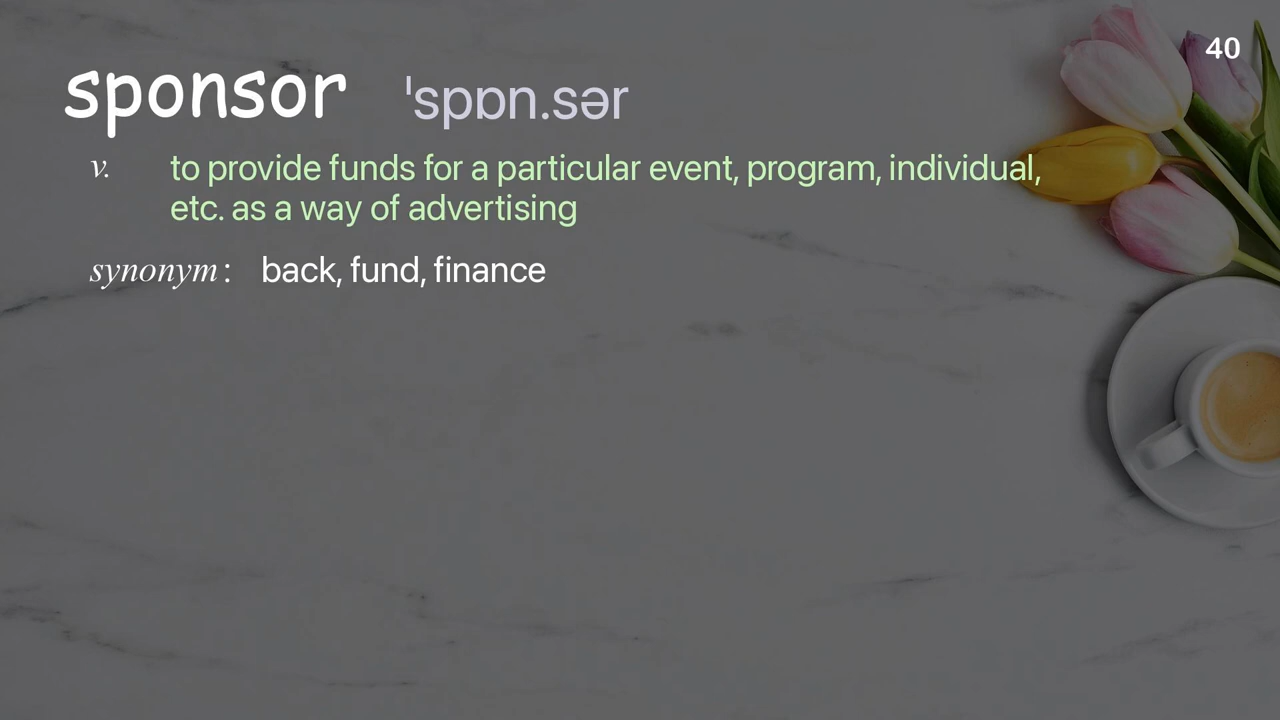 40
sponsor ˈspɒn.sər
v. to provide funds for a particular event, program, individual,
etc. as a way of advertising
synonym : back, fund, finance